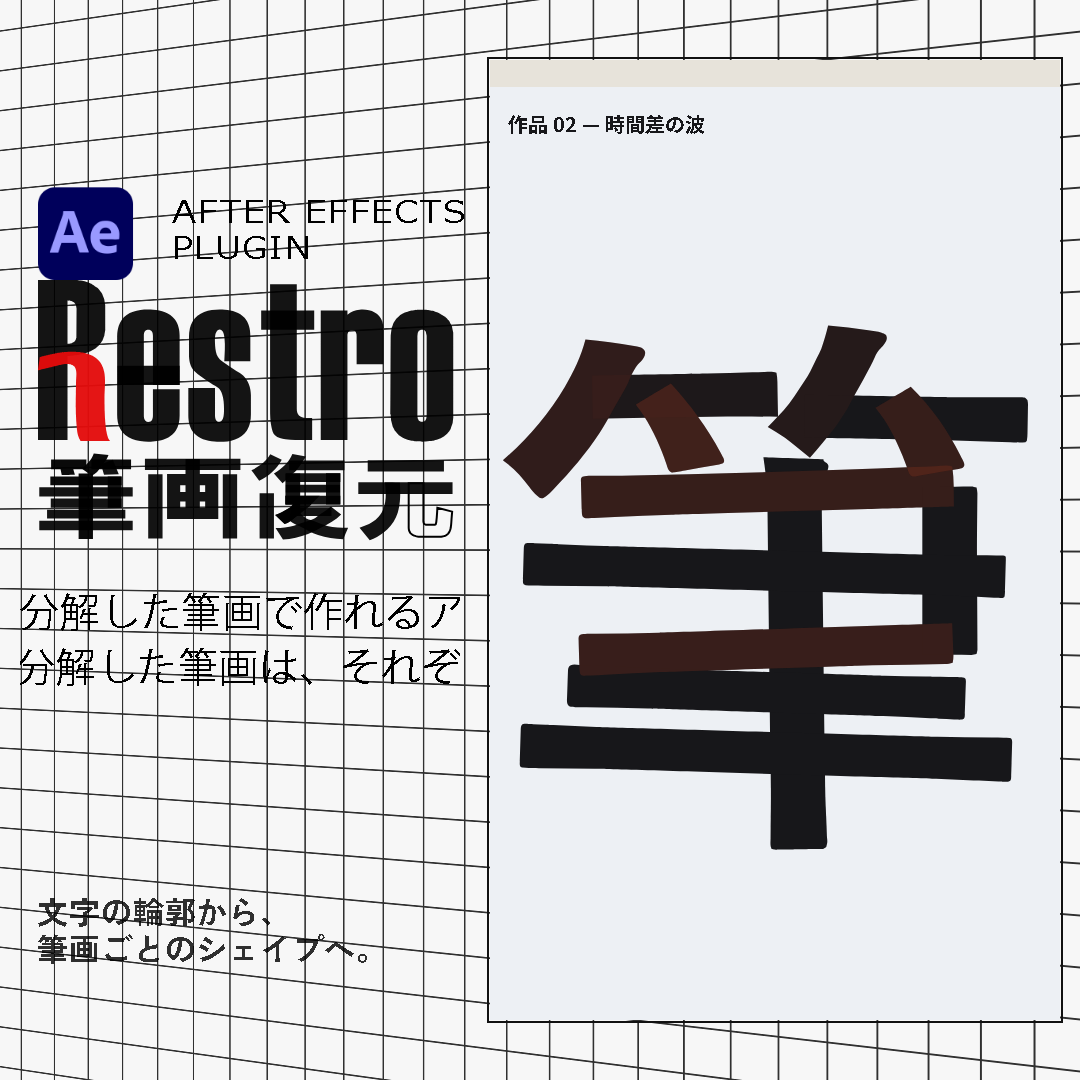 Ae
AFTER EFFECTS
PLUGIN
Restro
筆画復元
分解した筆画で作れるア
分解した筆画は、それぞ
文字の輪郭から、
筆画ごとのシェイプへ。
作品 02 — 時間差の波
筆